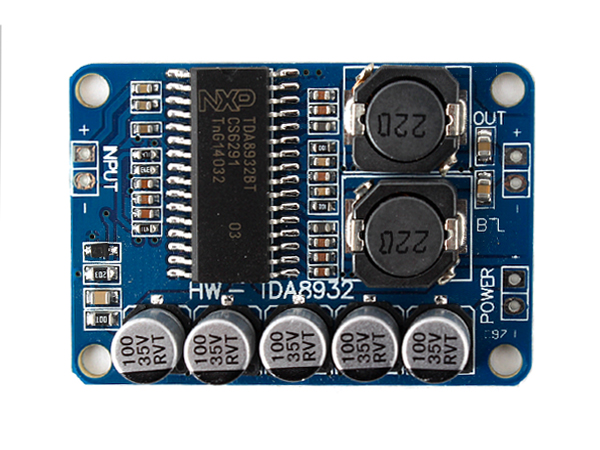 NXP
TDA8932BT
CS6291
TnG14032
03
INPUT
+
-
220
220
OUT
+
-
POWER
HW - TDA8932
100
35V
RVT
100
35V
RVT
100
35V
RVT
100
35V
RVT
100
35V
RVT